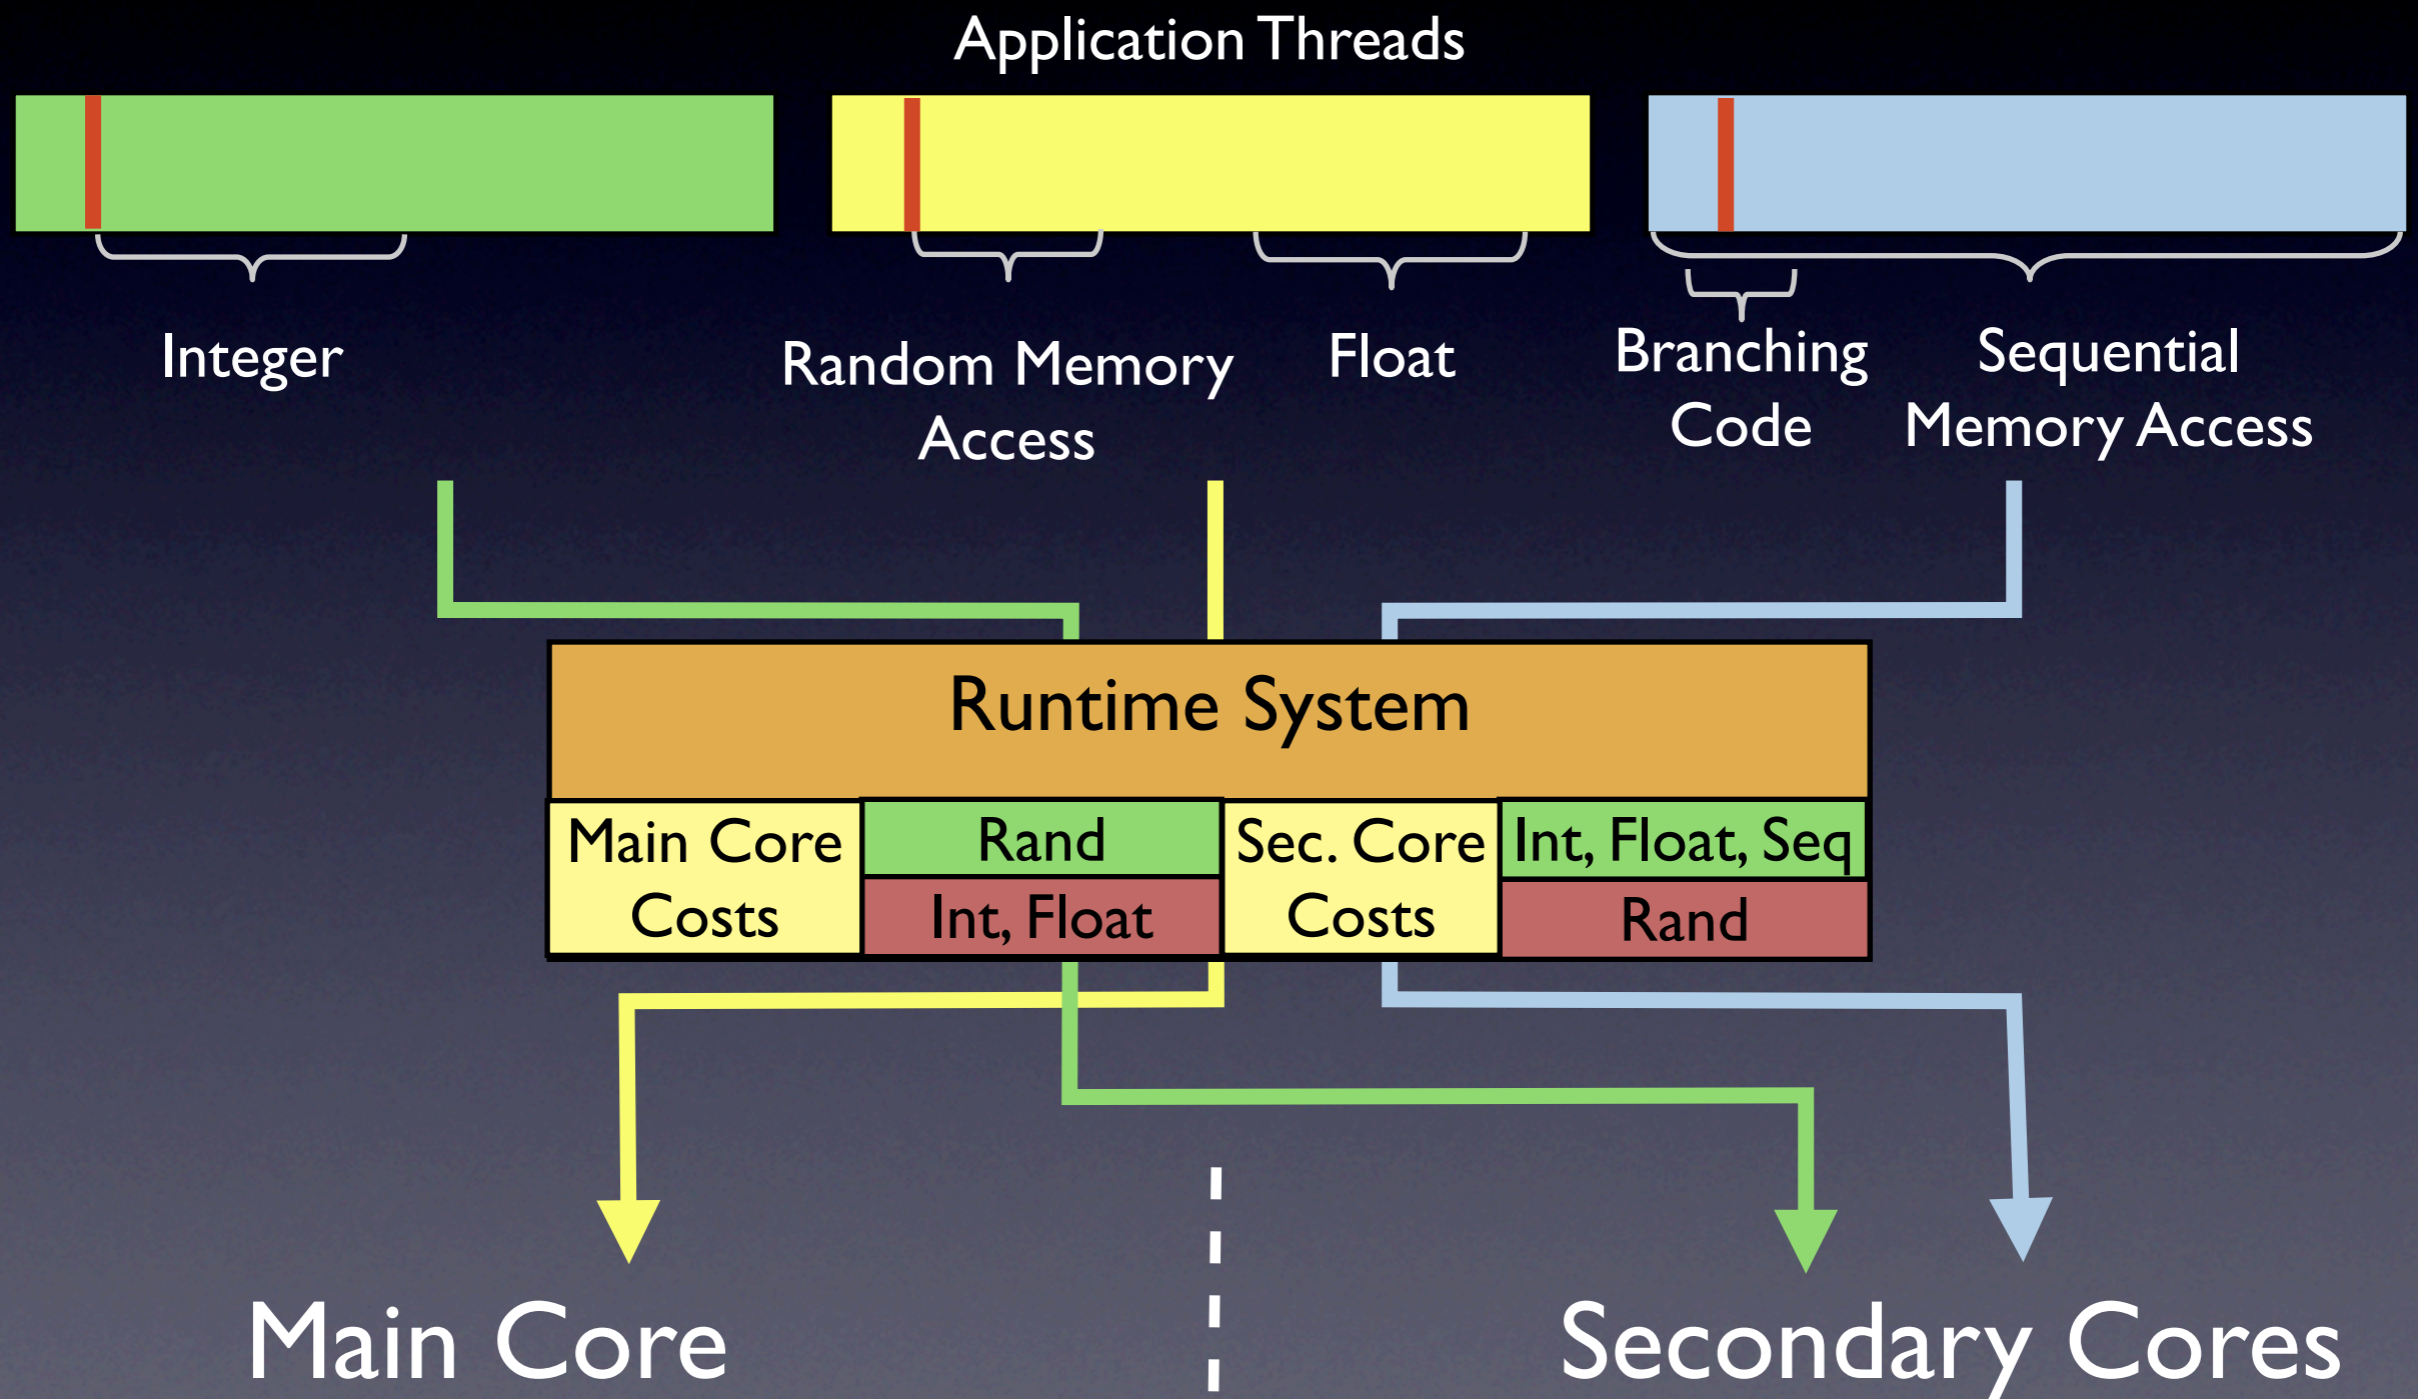 Application Threads
Integer
Random Memory
Access
Float
Branching
Code
Sequential
Memory Access
Runtime System
Main Core
Costs
Rand
Int, Float
Sec. Core
Costs
Int, Float, Seq
Rand
Main Core
Secondary Cores